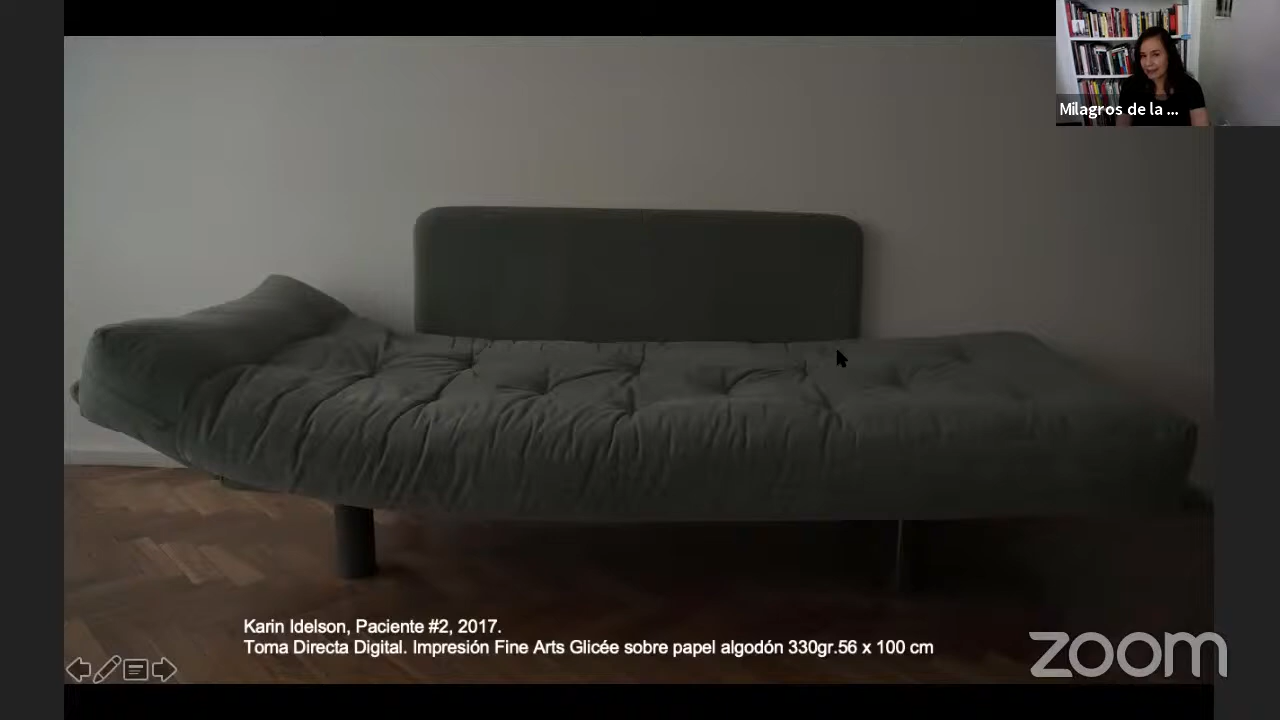 Milagros de la ...
Karin Idelson, Paciente #2, 2017.
Toma Directa Digital. Impresión Fine Arts Glicée sobre papel algodón 330gr.56 x 100 cm
zoom